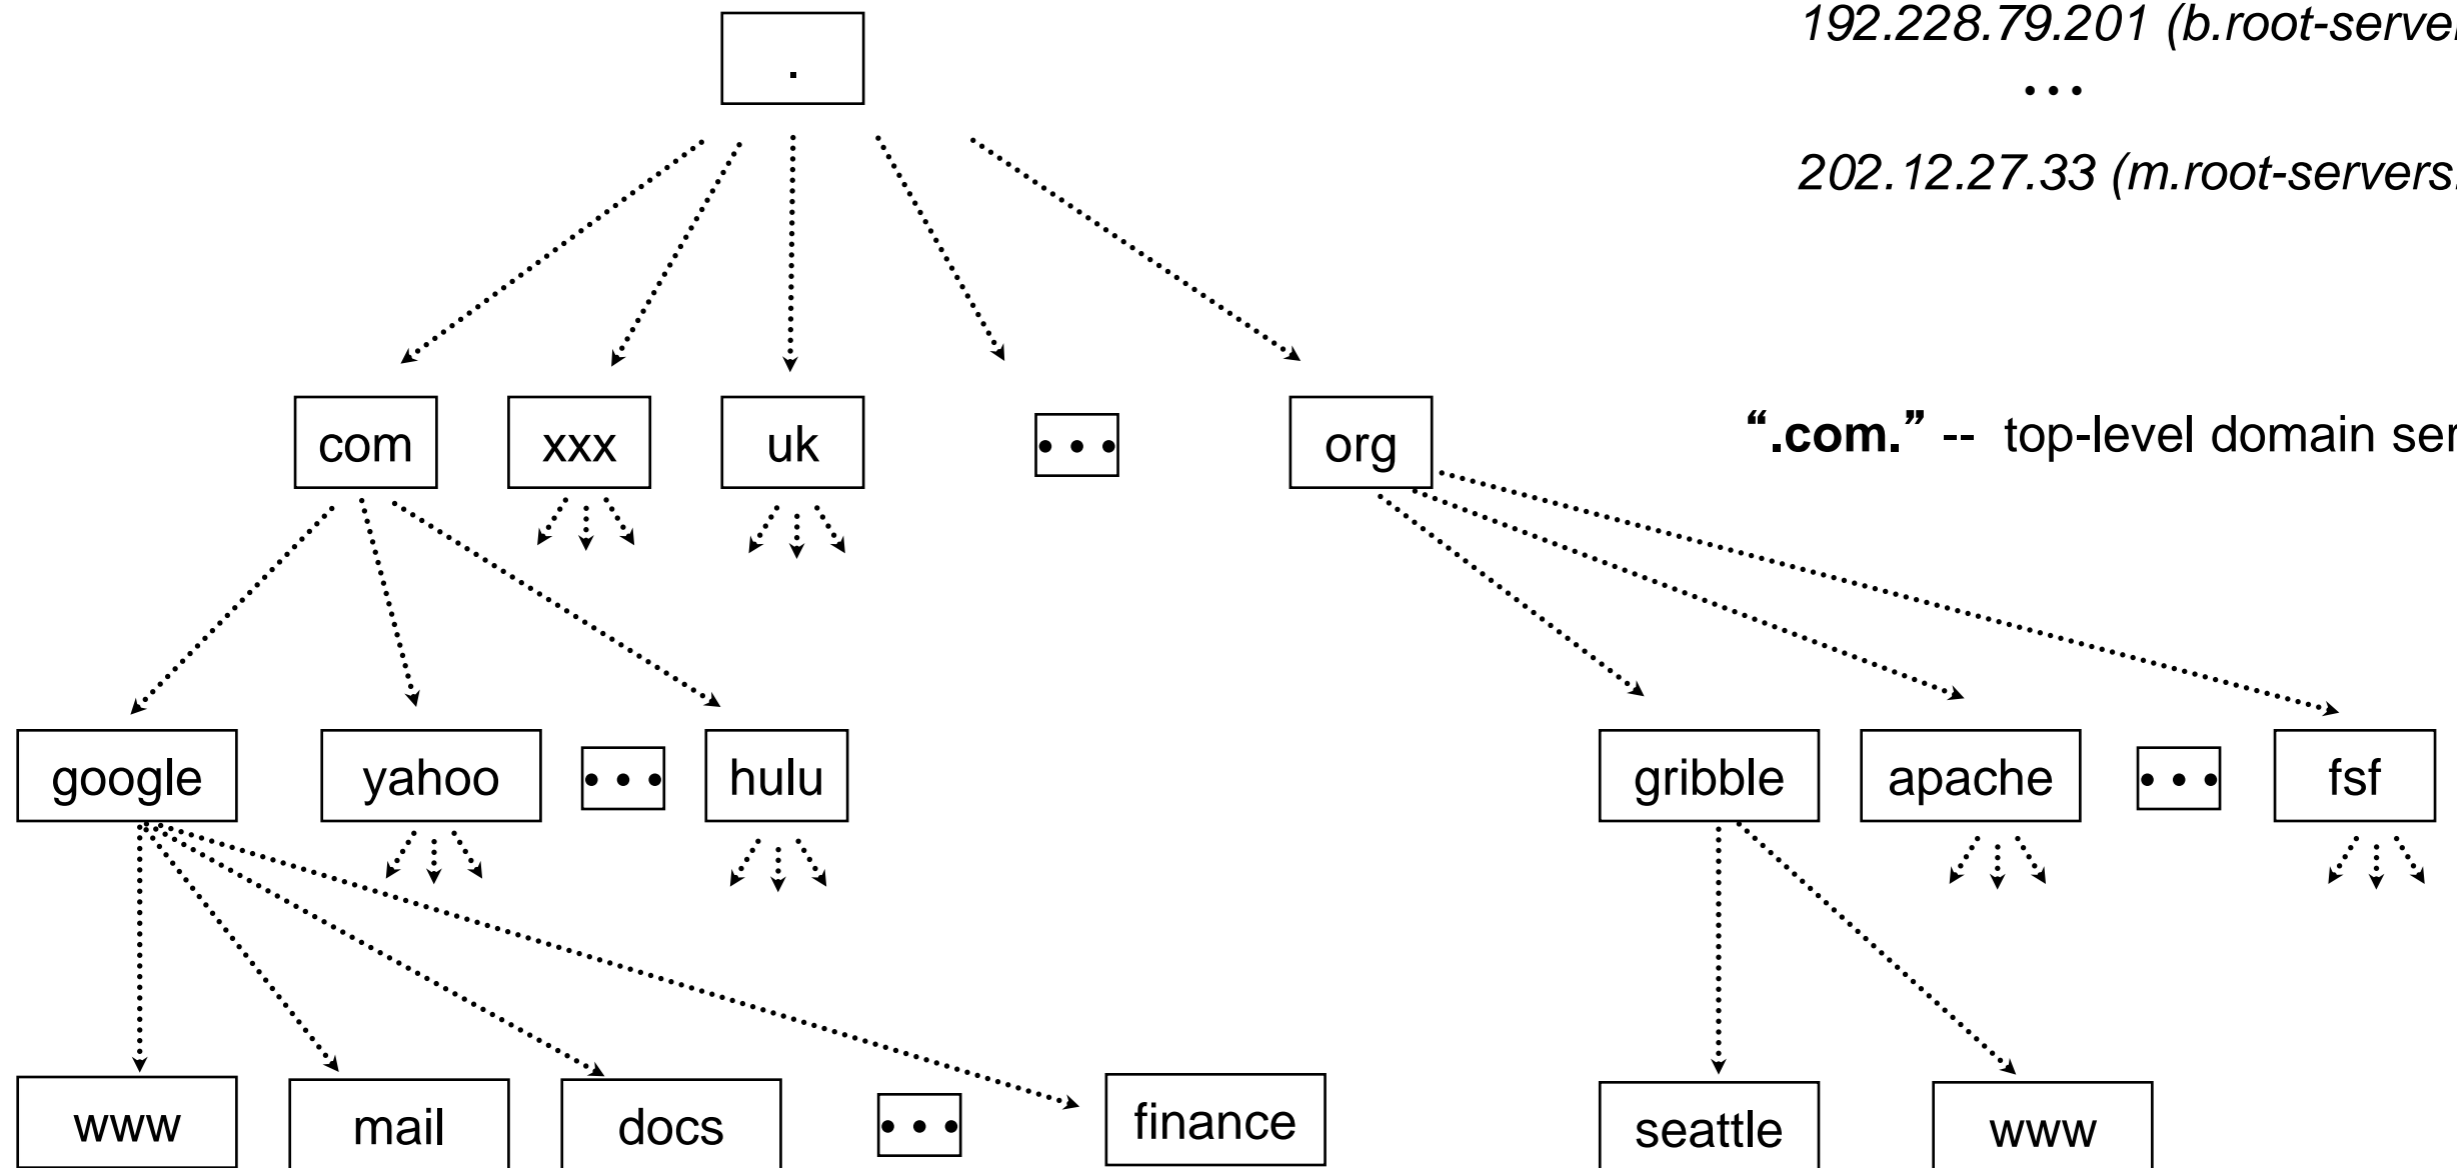 192.228.79.201 (b.root-server
.
...
202.12.27.33 (m.root-servers.
com xxx uk ... org
“.com.” -- top-level domain ser
google yahoo ... hulu gribble apache ... fsf
www mail docs ... finance seattle www